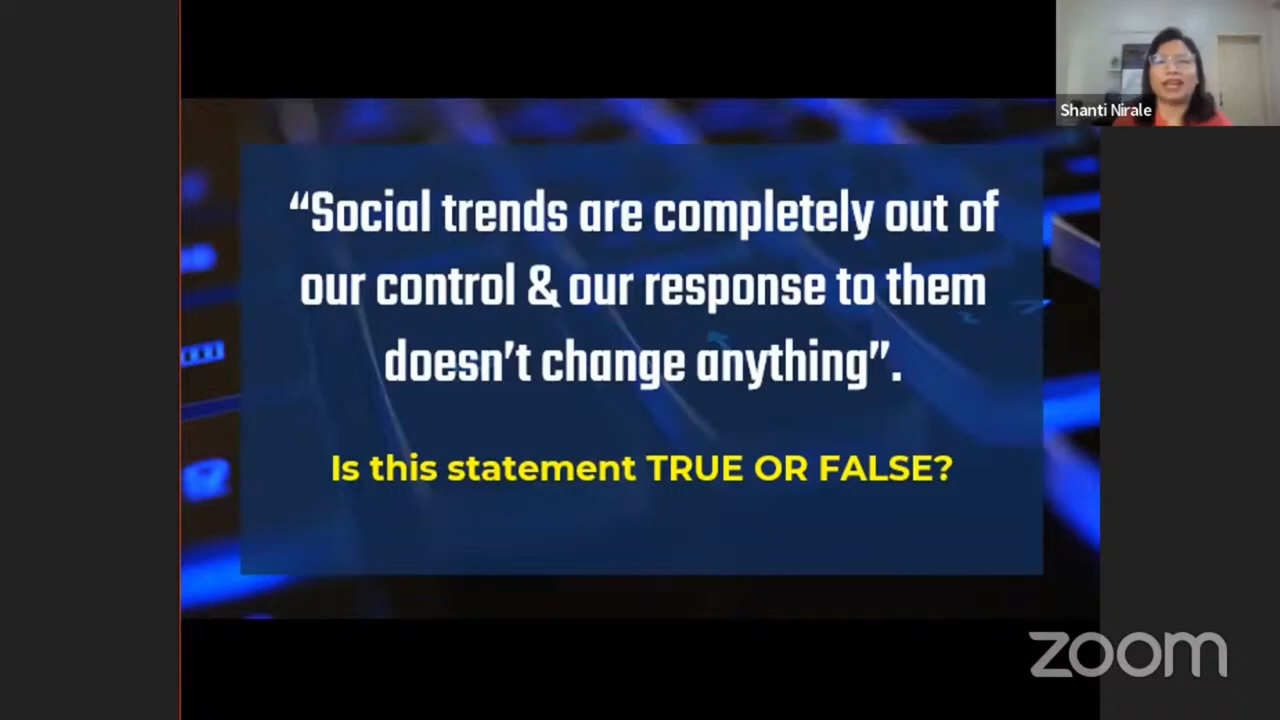 Shanti Nirale
“Social trends are completely out of
our control & our response to them
doesn’t change anything”.
Is this statement TRUE OR FALSE?
zoom